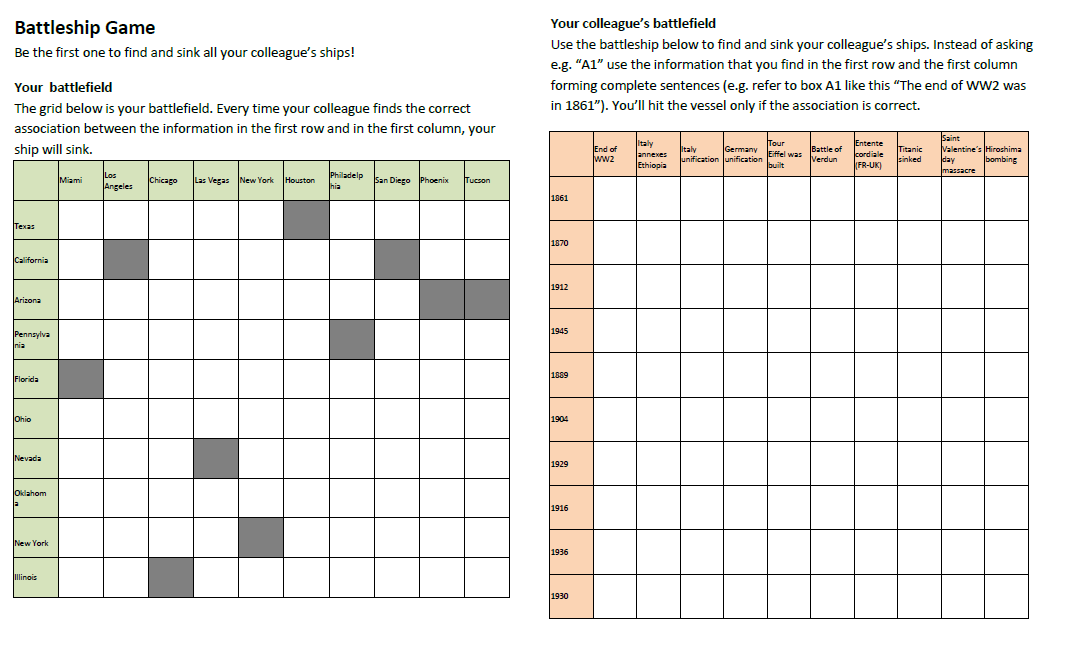 Battleship Game
Be the first one to find and sink all your colleague's ships!
Your battlefield
The grid below is your battlefield. Every time your colleague finds the correct
association between the information in the first row and in the first column, your
ship will sink.
Miami
Los
Angeles
Chicago
Las Vegas
New York
Houston
Philadelp
hia
San Diego
Phoenix
Tucson
Texas
California
Arizona
Pennsylva
nia
Florida
Ohio
Nevada
Oklahom
a
New York
Illinois
Your colleague's battlefield
Use the battleship below to find and sink your colleague's ships. Instead of asking
e.g. "A1" use the information that you find in the first row and the first column
forming complete sentences (e.g. refer to box A1 like this "The end of WW2 was
in 1861"). You'll hit the vessel only if the association is correct.
End of
WW2
Italy
annexes
Ethiopia
Italy
unification
Germany
unification
Tour
Eiffel was
built
Battle of
Verdun
Entente
cordiale
(FR-UK)
Titanic
sinked
Saint
Valentine's
day
massacre
Hiroshima
bombing
1861
1870
1912
1945
1889
1904
1929
1916
1936
1930